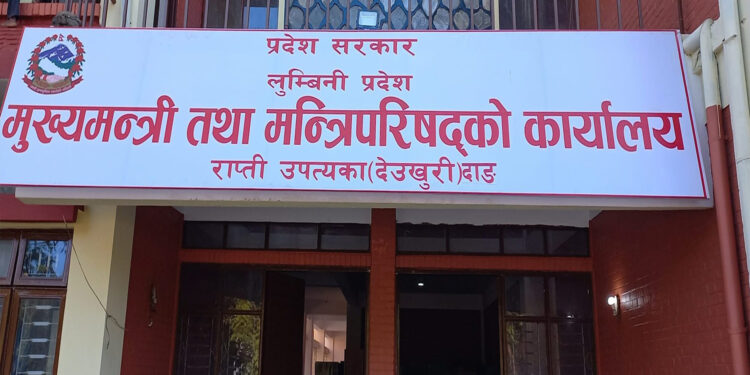 प्रदेश सरकार
लुम्बिनी प्रदेश
मुख्यमन्त्री तथा मन्त्रिपरिषद्को कार्यालय
राप्ती उपत्यका(देउखुरी)दाङ